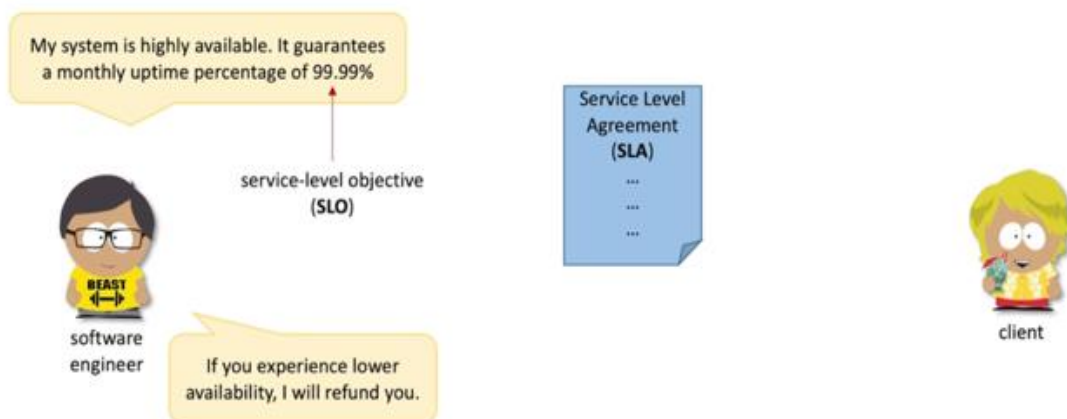 My system is highly available. It guarantees
a monthly uptime percentage of 99.99%
service-level objective
(SLO)
Service Level
Agreement
(SLA)
...
...
...
BEAST
software
engineer
client
If you experience lower
availability, I will refund you.